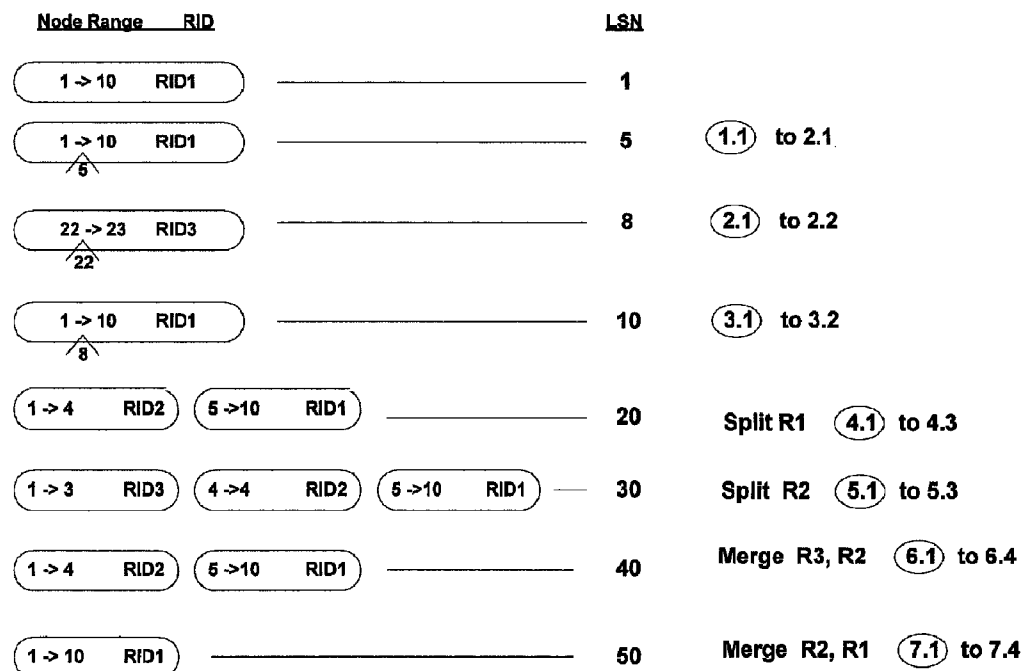 Node Range RID LSN
1 -> 10 RID1 1
1 -> 10 RID1 5 1.1 to 2.1
5
22 -> 23 RID3 8 2.1 to 2.2
22
1 -> 10 RID1 10 3.1 to 3.2
8
1 -> 4 RID2 5 ->10 RID1 20 Split R1 4.1 to 4.3
1 -> 3 RID3 4 ->4 RID2 5 ->10 RID1 30 Split R2 5.1 to 5.3
1 -> 4 RID2 5 ->10 RID1 40 Merge R3, R2 6.1 to 6.4
1 -> 10 RID1 50 Merge R2, R1 7.1 to 7.4